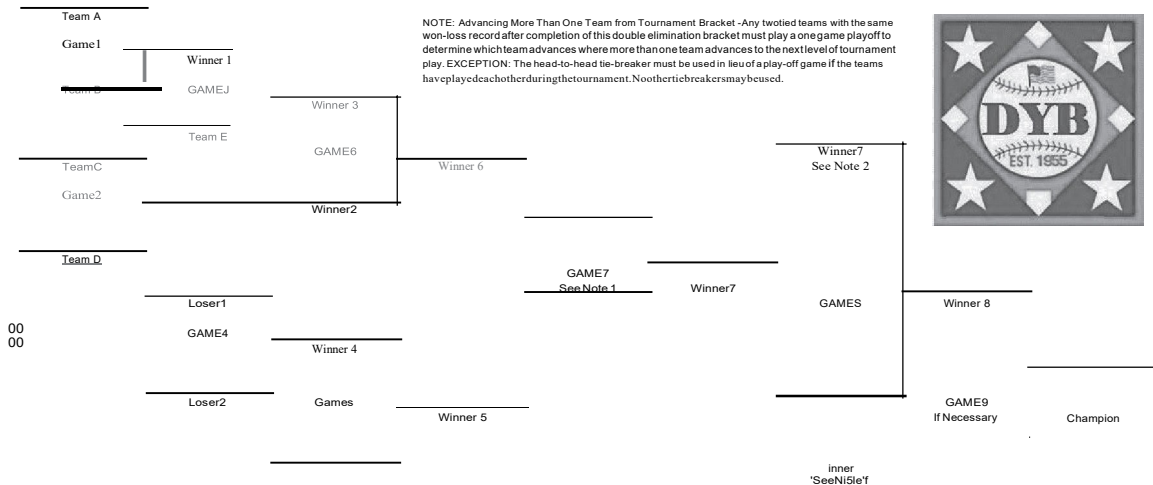 Team A
NOTE: Advancing More Than One Team from Tournament Bracket -Any twotied teams with the same
won-loss record after completion of this double elimination bracket must play a one game playoff to
determine which team advances where more than one team advances to the next level of tournament
play. EXCEPTION: The head-to-head tie-breaker must be used in lieu of a play-off game if the teams
haveplayedeachotherduringthetournament.Noothertiebreakersmaybeused.
Game1
Winner 1
GAMEJ
Winner 3
Team E
GAME6
TeamC
Winner 6
Game2
Winner2
Team D
Winner7
See Note 2
DYB
EST. 1955
GAME7
See Note 1
Winner7
Loser1
GAME4
GAMES
Winner 8
00
00
Winner 4
Loser2
Games
Winner 5
GAME9
If Necessary
Champion
inner
'SeeNi5le'f